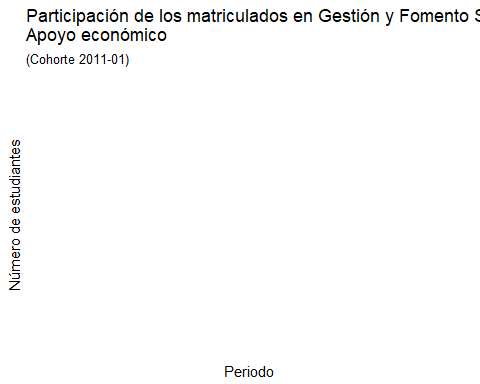 Participación de los matriculados en Gestión y Fomento
Apoyo económico
(Cohorte 2011-01)
Número de estudiantes
Periodo